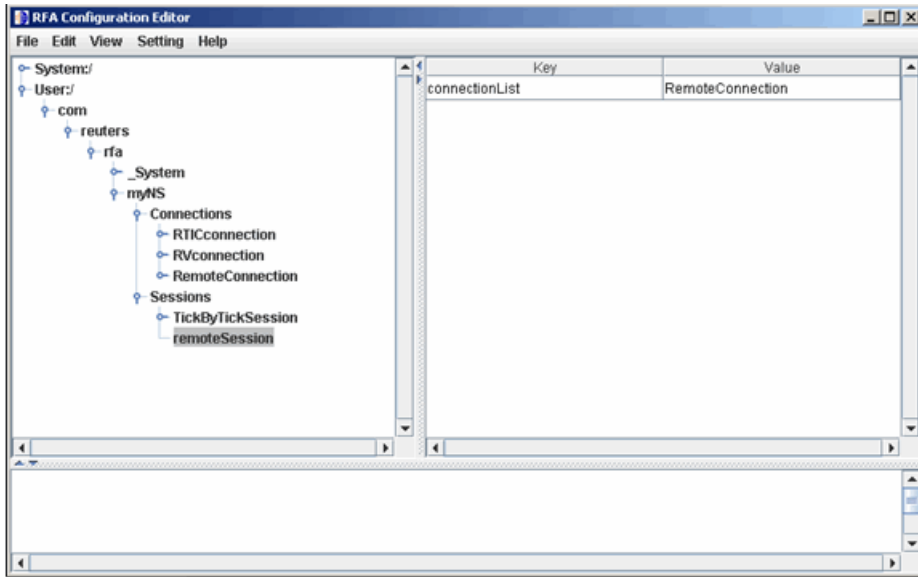 RFA Configuration Editor
File Edit View Setting Help
System:/
User:/
com
reuters
rfa
_System
myNS
Connections
RTICconnection
RVconnection
RemoteConnection
Sessions
TickByTickSession
remoteSession
Key Value
connectionList RemoteConnection